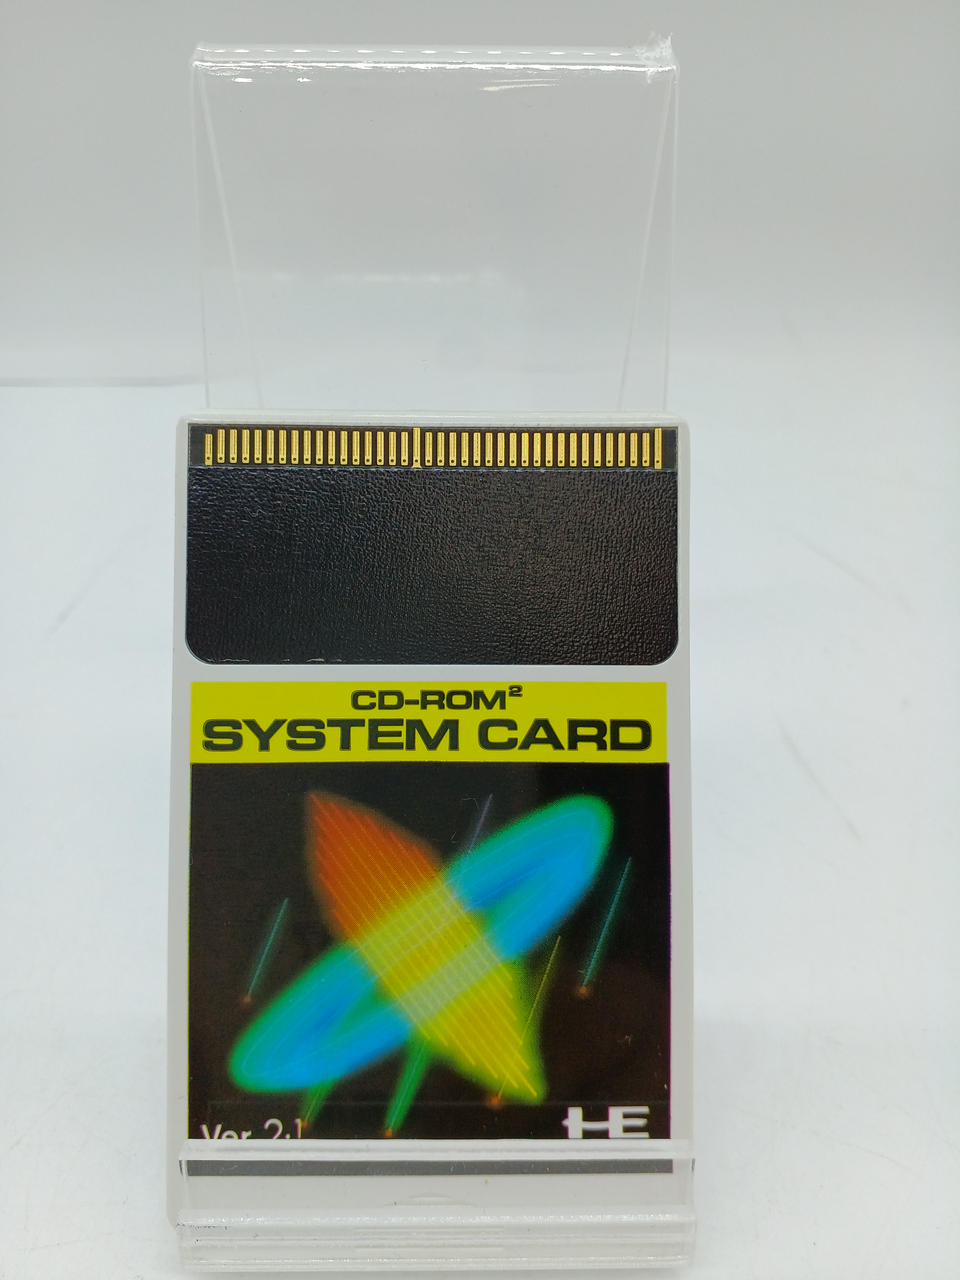 CD-ROM²
SYSTEM CARD
Ver 2.1
HE